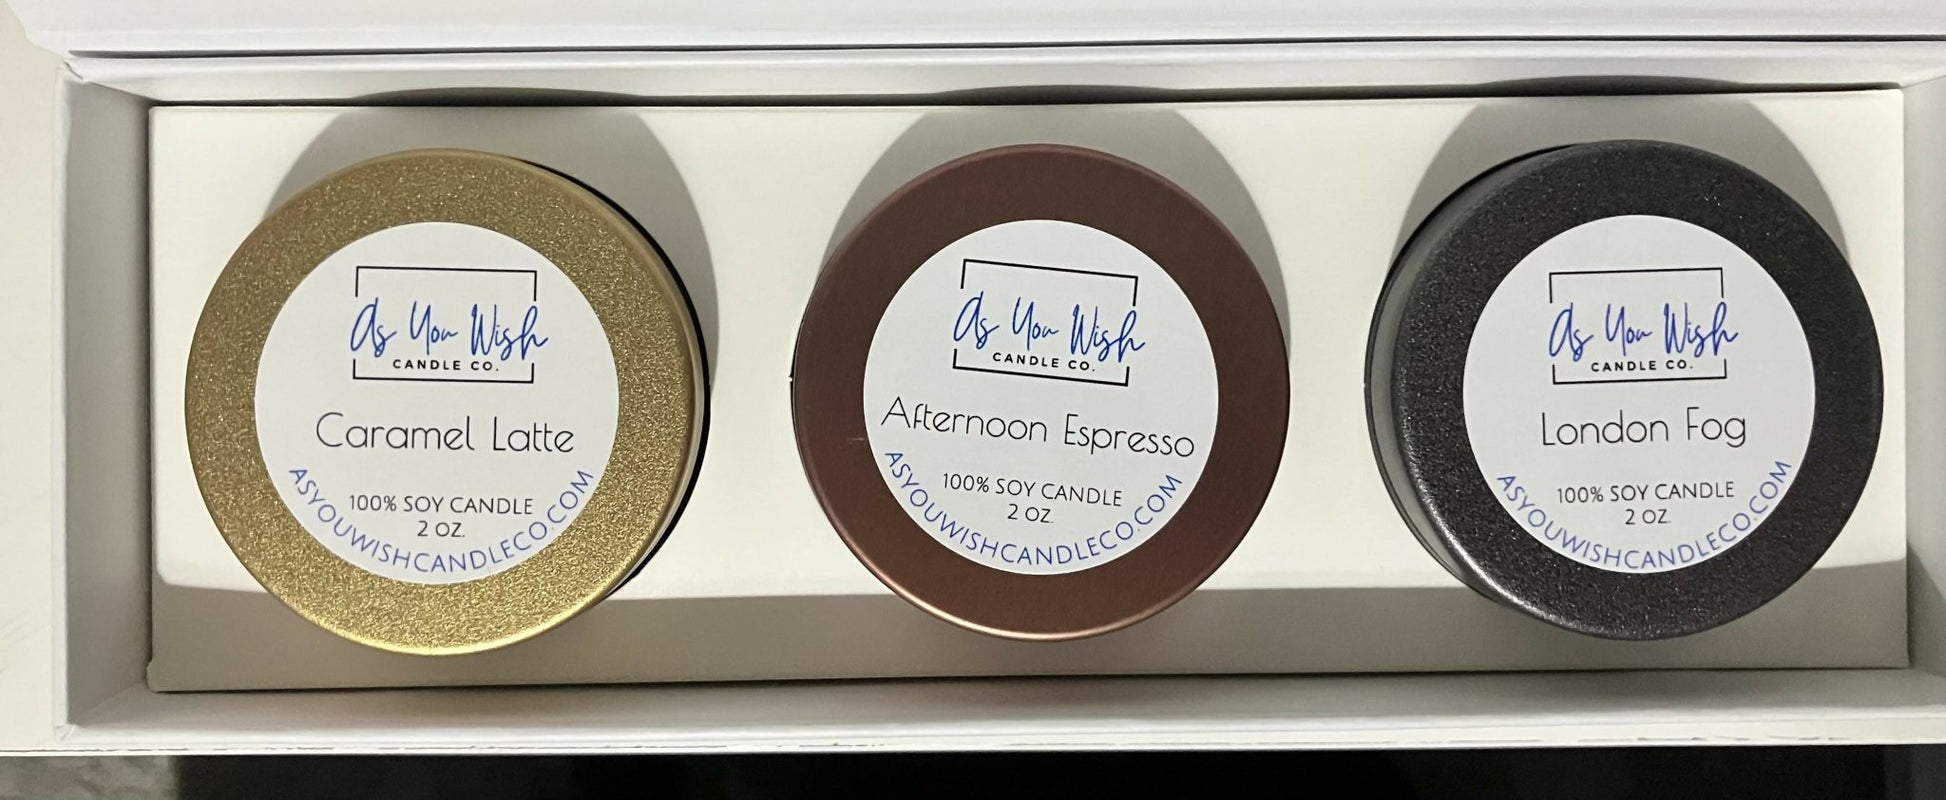 As You Wish
CANDLE CO.
Caramel Latte
100% SOY CANDLE
2 OZ.
ASYOUWISHCANDLECO.COM
As You Wish
CANDLE CO.
Afternoon Espresso
100% SOY CANDLE
2 OZ.
ASYOUWISHCANDLECO.COM
As You Wish
CANDLE CO.
London Fog
100% SOY CANDLE
2 OZ.
ASYOUWISHCANDLECO.COM